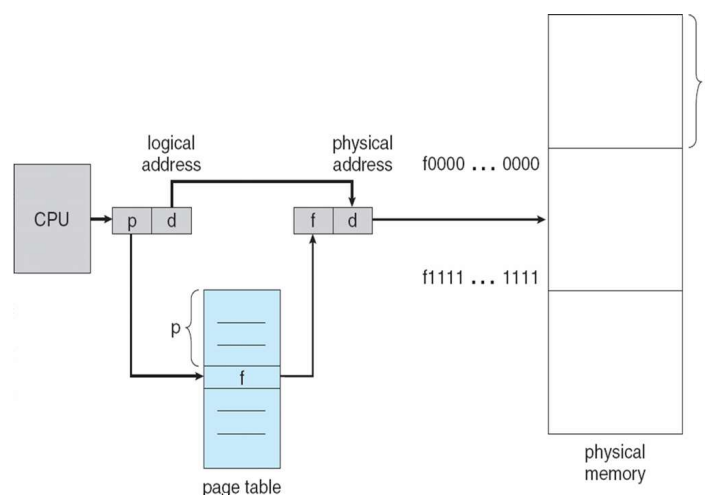 logical
address
physical
address
f0000 ... 0000
CPU
p
d
f
d
f1111 ... 1111
p
f
page table
physical
memory